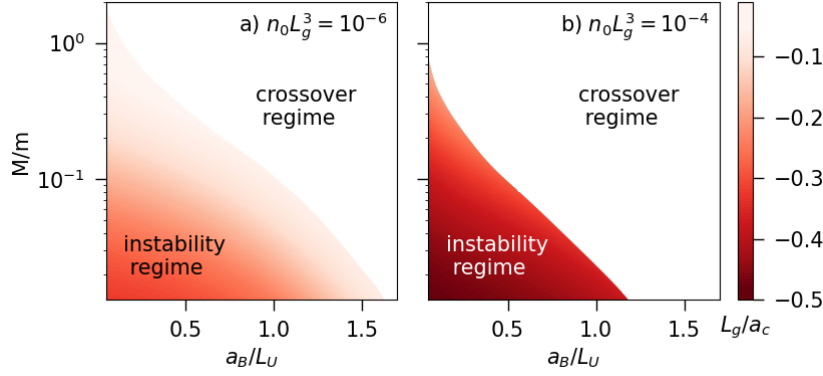 a) n₀L_g³ = 10⁻⁶
b) n₀L_g³ = 10⁻⁴
crossover
regime
crossover
regime
instability
regime
instability
regime
M/m
10⁰
10⁻¹
0.5
1.0
1.5
0.5
1.0
1.5
a_B/L_U
a_B/L_U
−0.1
−0.2
−0.3
−0.4
−0.5
L_g/a_c